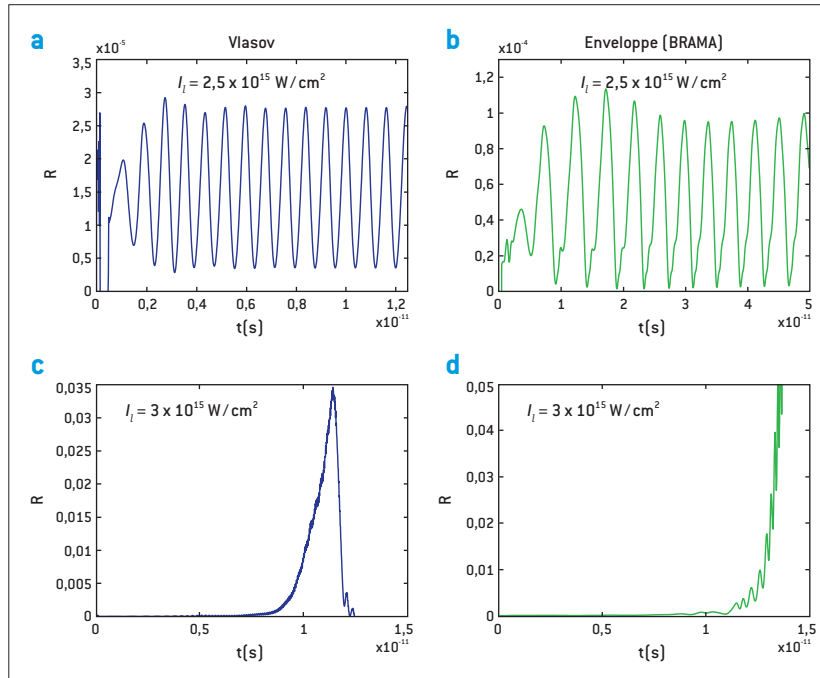 a
Vlasov
x10⁻⁵
I_l = 2,5 x 10¹⁵ W/cm²
3,5
3
2,5
2
1,5
1
0,5
0
R
0 0,2 0,4 0,6 0,8 1 1,2
x10⁻¹¹
t(s)
b
Enveloppe (BRAMA)
x10⁻⁴
I_l = 2,5 x 10¹⁵ W/cm²
1,2
1
0,8
0,6
0,4
0,2
0
R
0 1 2 3 4 5
x10⁻¹¹
t(s)
c
I_l = 3 x 10¹⁵ W/cm²
0,035
0,03
0,025
0,02
0,015
0,01
0,005
0
R
0 0,5 1 1,5
x10⁻¹¹
t(s)
d
I_l = 3 x 10¹⁵ W/cm²
0,05
0,04
0,03
0,02
0,01
0
R
0 0,5 1 1,5
x10⁻¹¹
t(s)